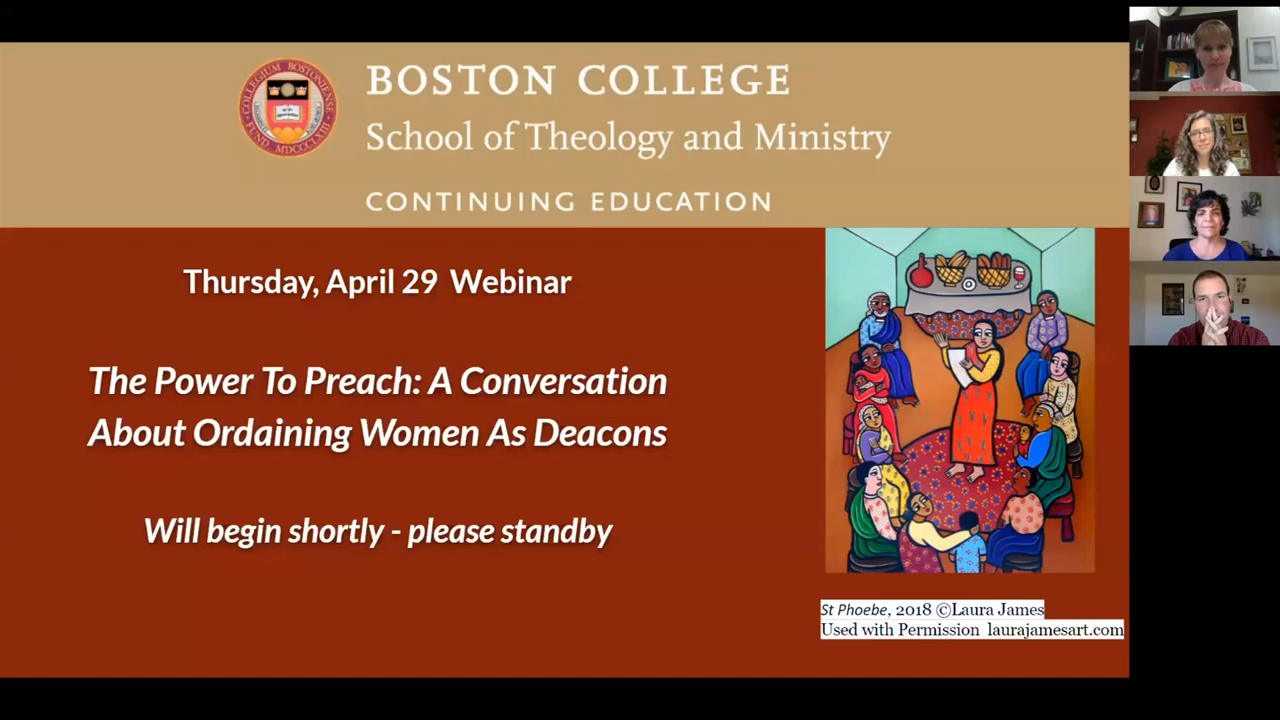 BOSTON COLLEGE
School of Theology and Ministry
CONTINUING EDUCATION
Thursday, April 29 Webinar
The Power To Preach: A Conversation
About Ordaining Women As Deacons
Will begin shortly - please standby
St Phoebe, 2018 ©Laura James
Used with Permission laurajamesart.com